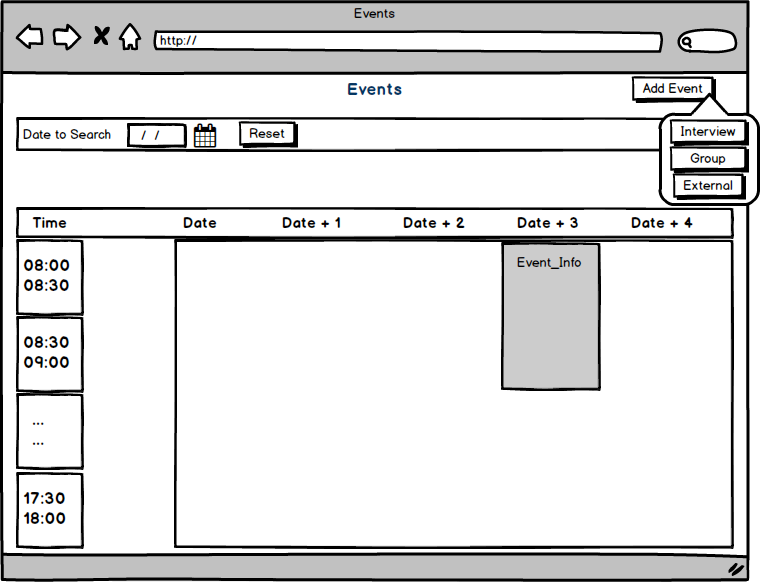 Events
http://
Events
Add Event
Date to Search
/ /
Reset
Interview
Group
External
Time Date Date + 1 Date + 2 Date + 3 Date + 4
08:00
08:30
Event_Info
08:30
09:00
...
...
17:30
18:00